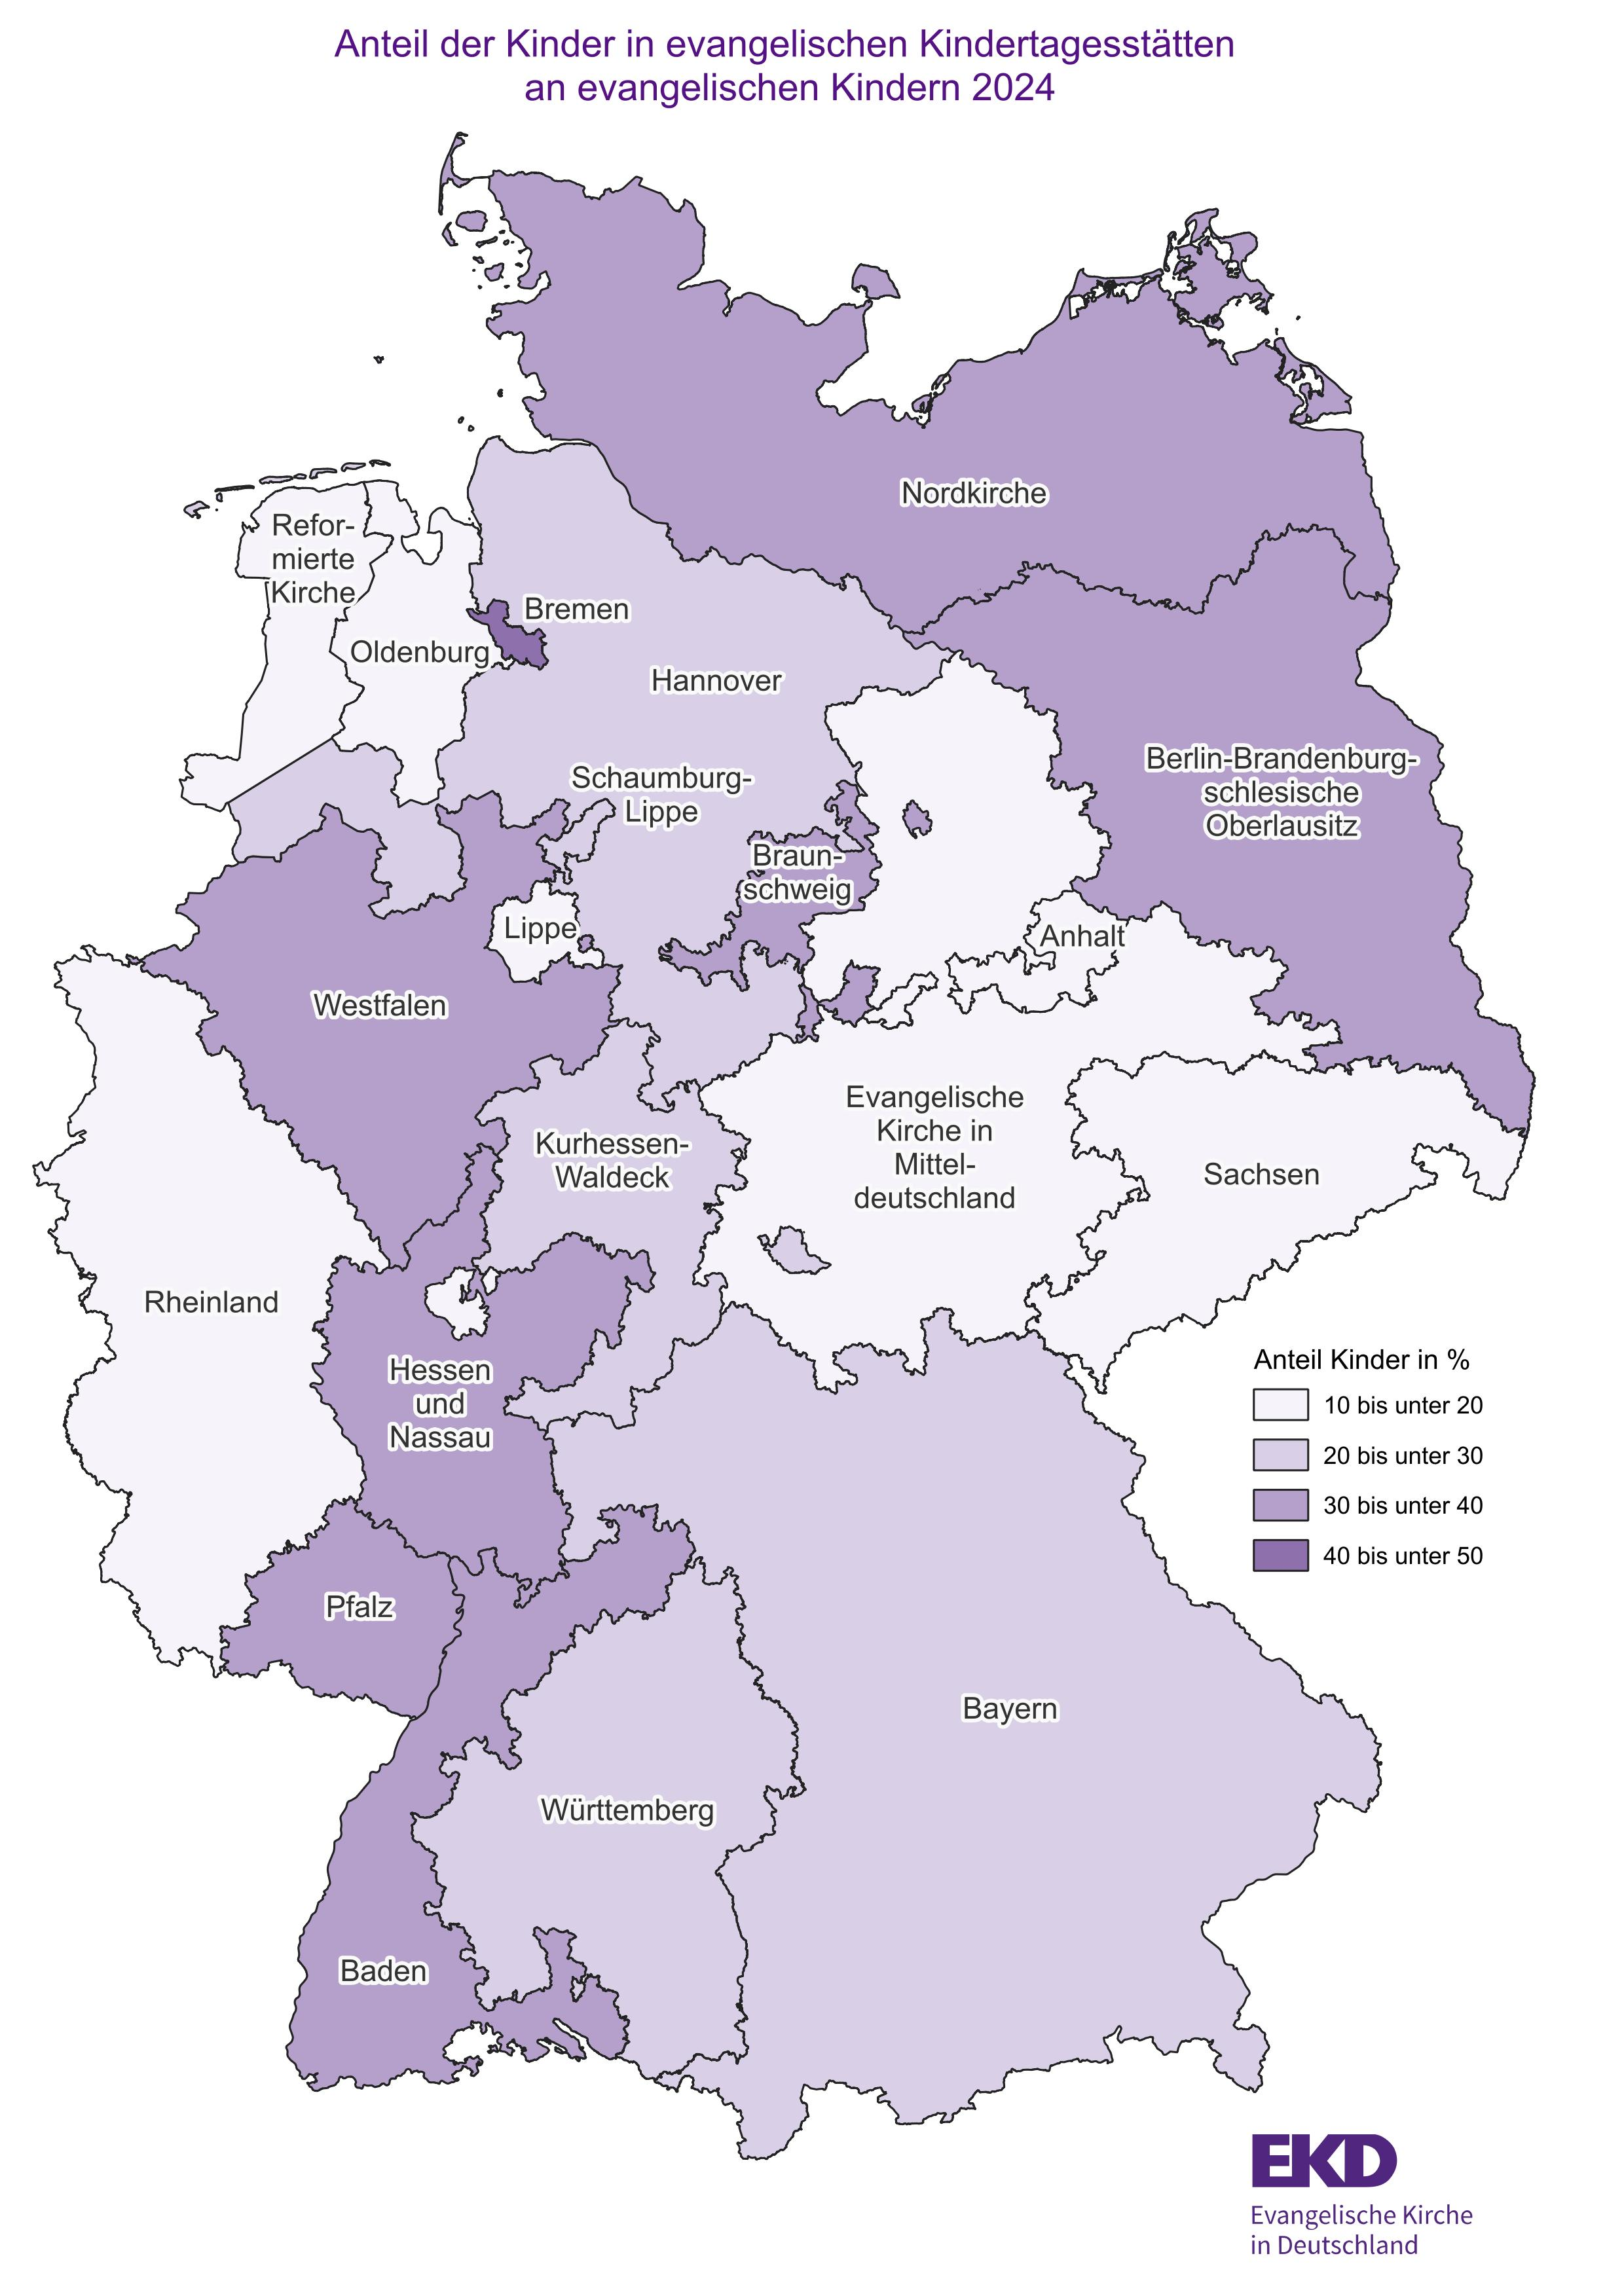 Anteil der Kinder in evangelischen Kindertagesstätten
an evangelischen Kindern 2024
Nordkirche
Refor-
mierte
Kirche
Bremen
Oldenburg
Hannover
Schaumburg-
Lippe
Berlin-Brandenburg-
schlesische
Oberlausitz
Braun-
schweig
Lippe
Anhalt
Westfalen
Evangelische
Kirche in
Mittel-
deutschland
Kurhessen-
Waldeck
Sachsen
Rheinland
Hessen
und
Nassau
Anteil Kinder in %
10 bis unter 20
20 bis unter 30
30 bis unter 40
40 bis unter 50
Pfalz
Bayern
Württemberg
Baden
EKD
Evangelische Kirche
in Deutschland